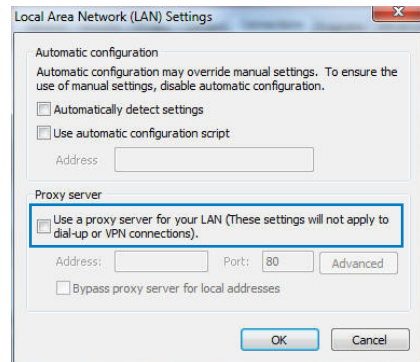 Local Area Network (LAN) Settings
Automatic configuration
Automatic configuration may override manual settings. To ensure the
use of manual settings, disable automatic configuration.
Automatically detect settings
Use automatic configuration script
Address
Proxy server
Use a proxy server for your LAN (These settings will not apply to
dial-up or VPN connections).
Address:
Port: 80 Advanced
Bypass proxy server for local addresses
OK Cancel